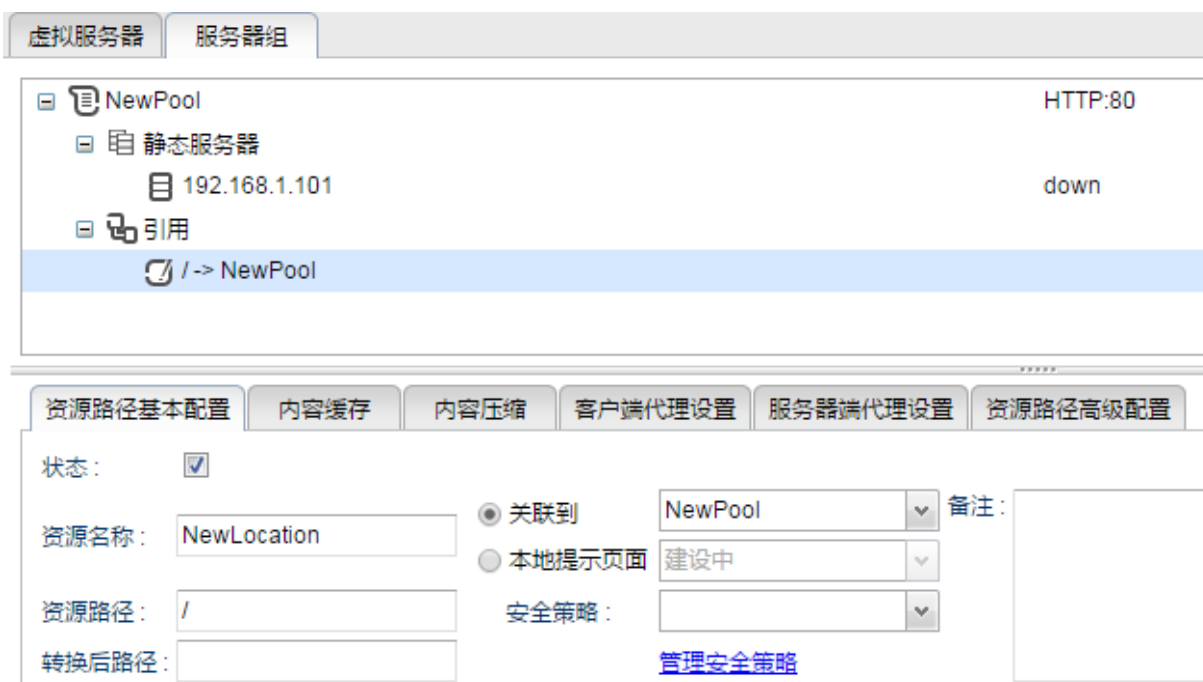 虚拟服务器 服务器组
NewPool HTTP:80
静态服务器
192.168.1.101 down
引用
/ -> NewPool
资源路径基本配置 内容缓存 内容压缩 客户端代理设置 服务器端代理设置 资源路径高级配置
状态：
资源名称： NewLocation 关联到 NewPool 备注：
本地提示页面 建设中
资源路径： / 安全策略：
转换后路径： 管理安全策略